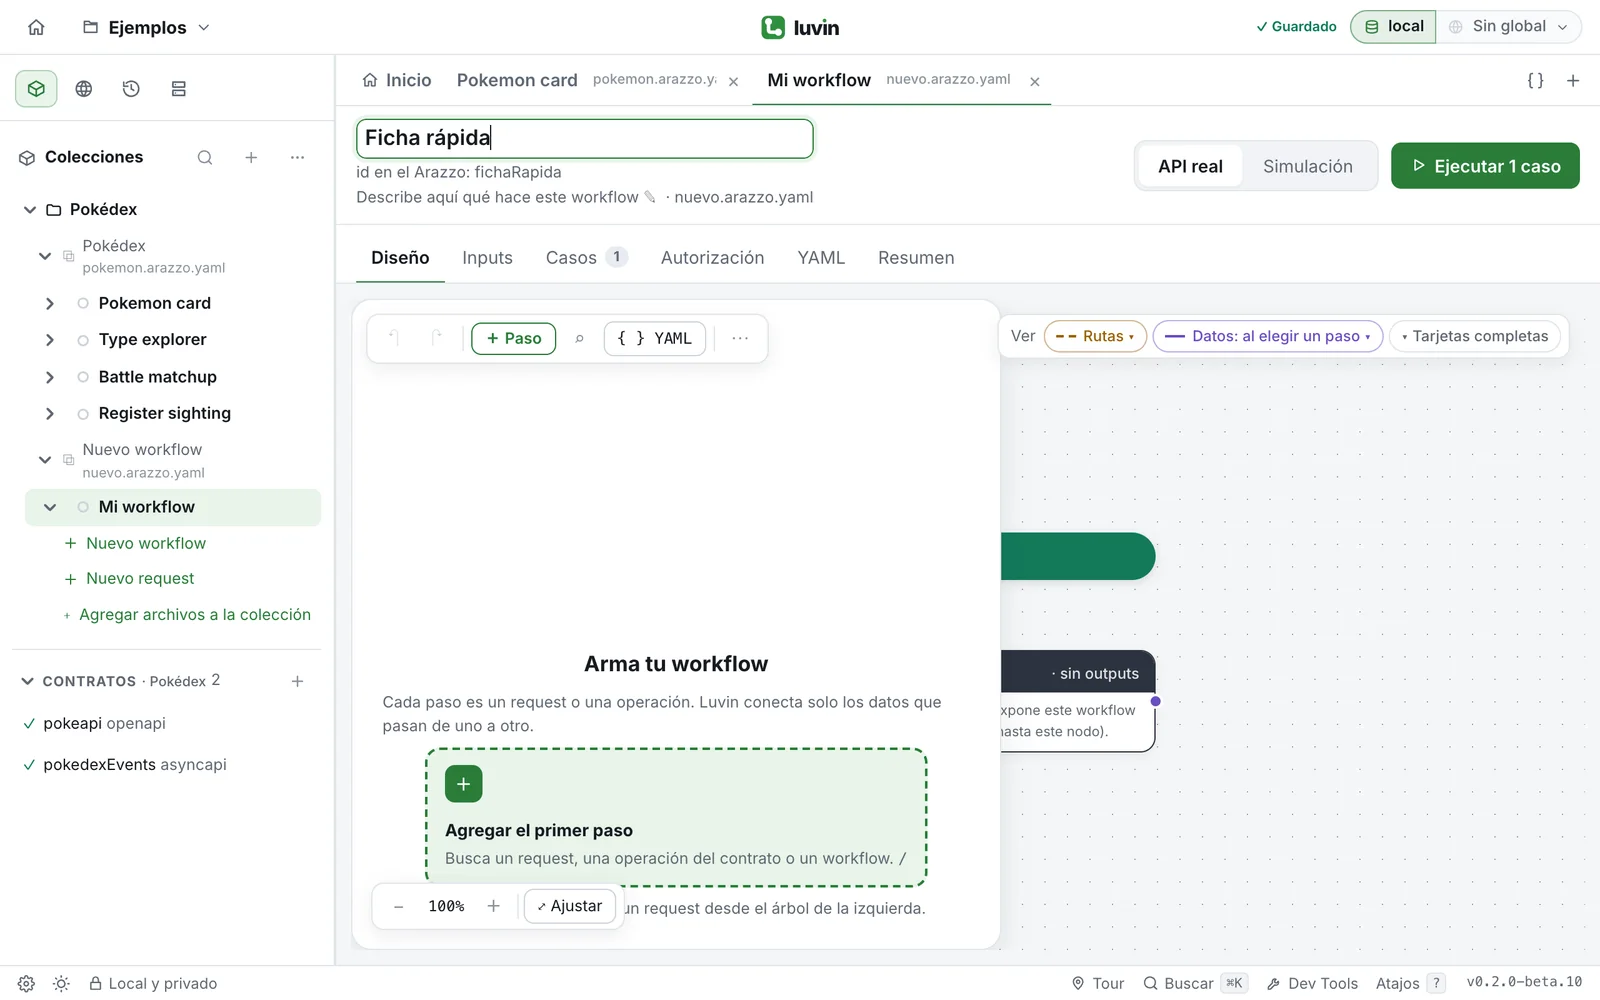 Ejemplos
luvin
Guardado
local
Sin global
Inicio
Pokemon card pokemon.arazzo.y
Mi workflow nuevo.arazzo.yaml
{ }
Colecciones
Pokédex
Pokédex
pokemon.arazzo.yaml
Pokemon card
Type explorer
Battle matchup
Register sighting
Nuevo workflow
nuevo.arazzo.yaml
Mi workflow
+ Nuevo workflow
+ Nuevo request
+ Agregar archivos a la colección
CONTRATOS · Pokédex 2
pokeapi openapi
pokedexEvents asyncapi
Ficha rápida
id en el Arazzo: fichaRapida
Describe aquí qué hace este workflow ✎ · nuevo.arazzo.yaml
API real
Simulación
Ejecutar 1 caso
Diseño
Inputs
Casos 1
Autorización
YAML
Resumen
+ Paso
{ } YAML
···
Ver
Rutas
Datos: al elegir un paso
Tarjetas completas
· sin outputs
xpone este workflow
asta este nodo).
Arma tu workflow
Cada paso es un request o una operación. Luvin conecta solo los datos que
pasan de uno a otro.
+
Agregar el primer paso
Busca un request, una operación del contrato o un workflow. /
un request desde el árbol de la izquierda.
− 100% +
Ajustar
Local y privado
Tour
Buscar ⌘K
Dev Tools
Atajos ?
v0.2.0-beta.10